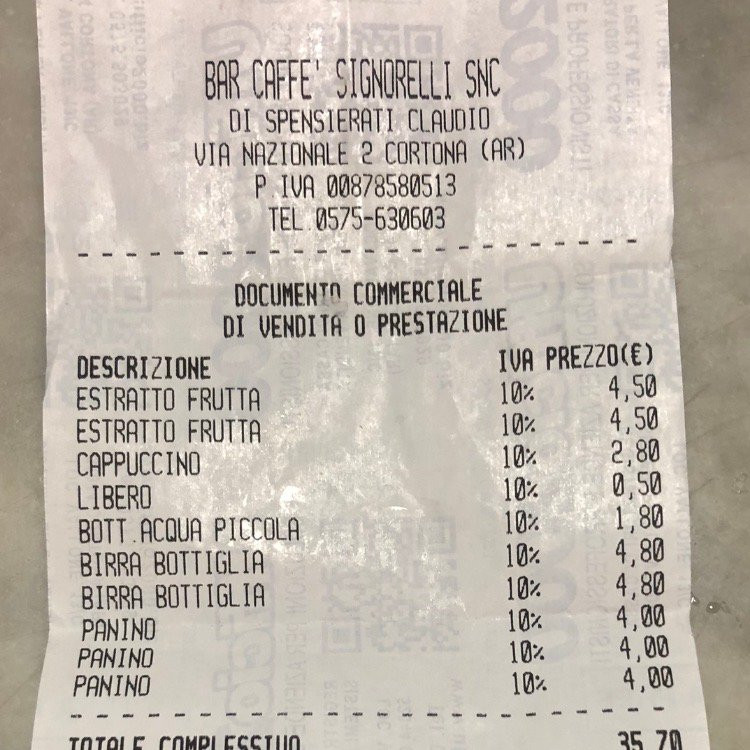 BAR CAFFE' SIGNORELLI SNC
DI SPENSIERATI CLAUDIO
VIA NAZIONALE 2 CORTONA (AR)
P.IVA 00878580513
TEL.0575-630603
DOCUMENTO COMMERCIALE
DI VENDITA O PRESTAZIONE
DESCRIZIONE IVA PREZZO(€)
ESTRATTO FRUTTA 10% 4,50
ESTRATTO FRUTTA 10% 4,50
CAPPUCCINO 10% 2,80
LIBERO 10% 0,50
BOTT.ACQUA PICCOLA 10% 1,80
BIRRA BOTTIGLIA 10% 4,80
BIRRA BOTTIGLIA 10% 4,80
PANINO 10% 4,00
PANINO 10% 4,00
PANINO 10% 4,00
TOTALE COMPLESSIVO 35,70